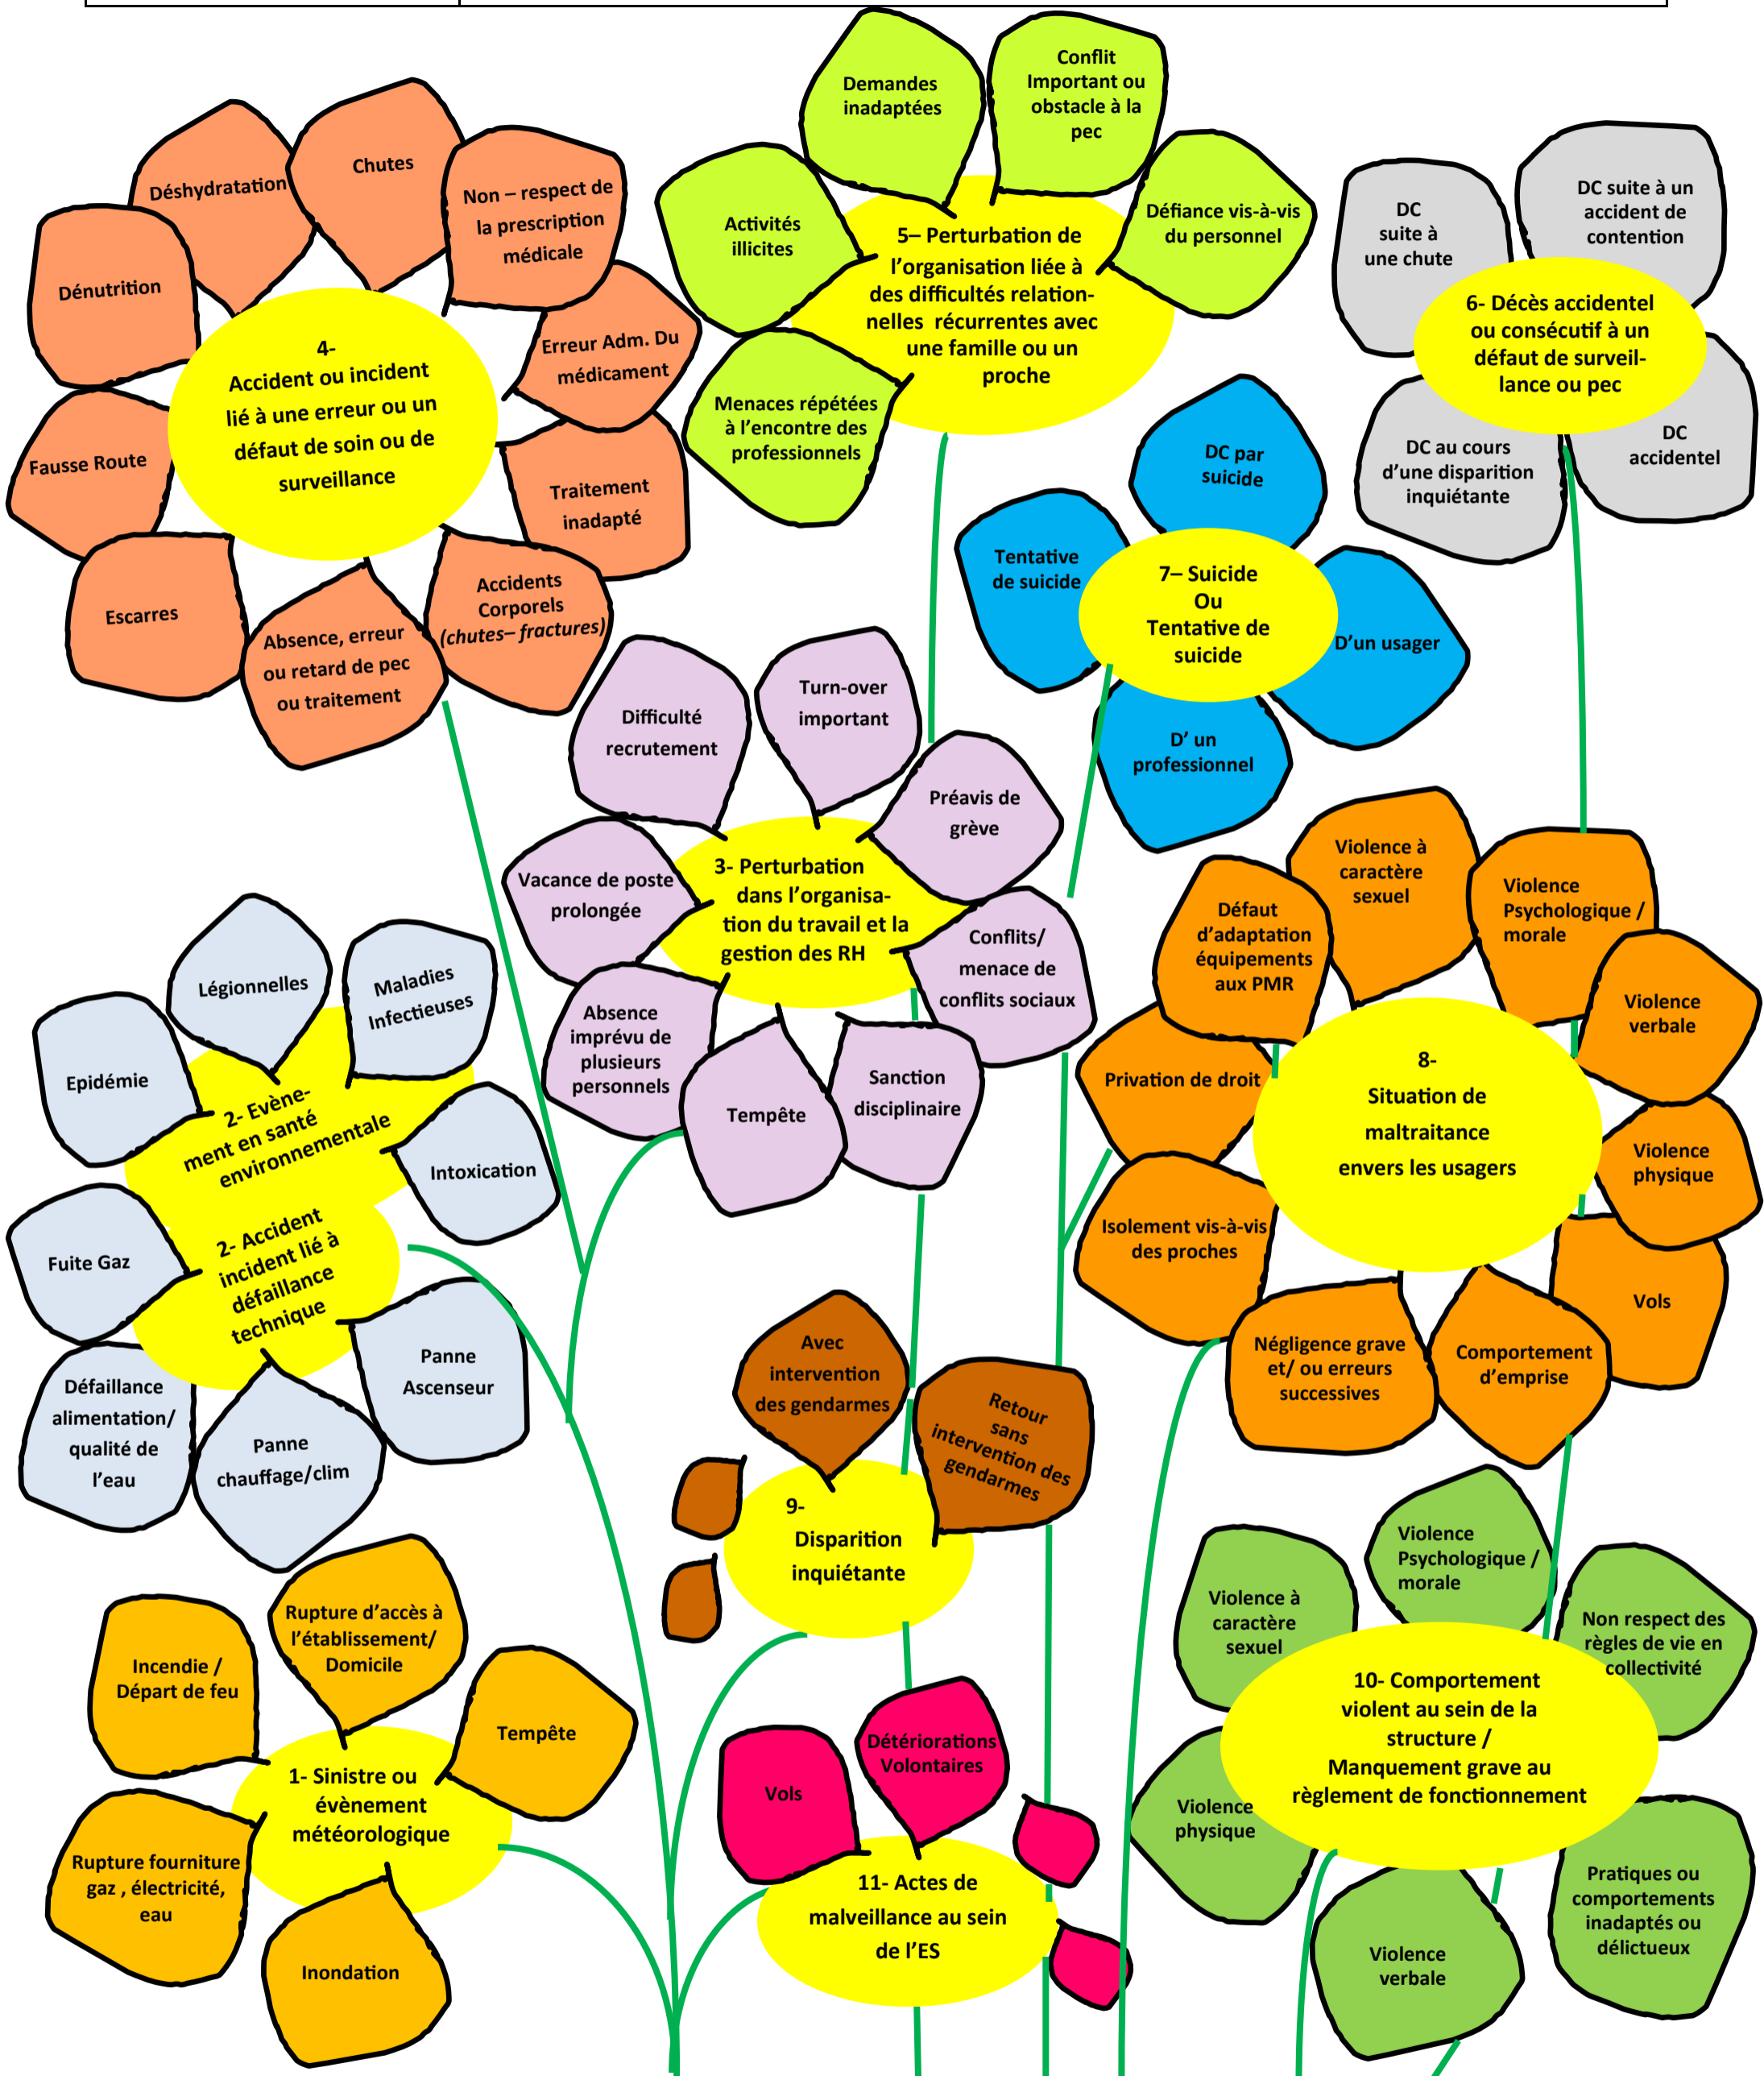 Demandes
inadaptées
Conflit
Important ou
obstacle à la
pec
Activités
illicites
Défiance vis-à-vis
du personnel
Menaces répétées
à l’encontre des
professionnels
5– Perturbation de
l’organisation liée à
des difficultés relation-
nelles récurrentes avec
une famille ou un
proche
Déshydratation
Chutes
Non – respect de
la prescription
médicale
Dénutrition
Erreur Adm. Du
médicament
Fausse Route
Traitement
inadapté
Escarres
Absence, erreur
ou retard de pec
ou traitement
Accidents
Corporels
(chutes– fractures)
4-
Accident ou incident
lié à une erreur ou un
défaut de soin ou de
surveillance
DC
suite à
une chute
DC suite à un
accident de
contention
6- Décès accidentel
ou consécutif à un
défaut de surveil-
lance ou pec
DC au cours
d’une disparition
inquiétante
DC
accidentel
DC par
suicide
Tentative
de suicide
7– Suicide
Ou
Tentative de
suicide
D’un usager
D’ un
professionnel
Difficulté
recrutement
Turn-over
important
Préavis de
grève
Vacance de poste
prolongée
3- Perturbation
dans l’organisa-
tion du travail et la
gestion des RH
Conflits/
menace de
conflits sociaux
Absence
imprévu de
plusieurs
personnels
Tempête
Sanction
disciplinaire
Légionnelles
Maladies
Infectieuses
Epidémie
2- Evène-
ment en santé
environnementale
Intoxication
Fuite Gaz
2- Accident
incident lié à
défaillance
technique
Panne
Ascenseur
Défaillance
alimentation/
qualité de
l’eau
Panne
chauffage/clim
Violence à
caractère
sexuel
Violence
Psychologique /
morale
Défaut
d’adaptation
équipements
aux PMR
Violence
verbale
Privation de droit
8-
Situation de
maltraitance
envers les usagers
Violence
physique
Isolement vis-à-vis
des proches
Vols
Négligence grave
et/ ou erreurs
successives
Comportement
d’emprise
Avec
intervention
des gendarmes
Retour
sans
intervention des
gendarmes
9-
Disparition
inquiétante
Rupture d’accès à
l’établissement/
Domicile
Incendie /
Départ de feu
Tempête
1- Sinistre ou
évènement
météorologique
Rupture fourniture
gaz , électricité,
eau
Inondation
Vols
Détériorations
Volontaires
11- Actes de
malveillance au sein
de l’ES
Violence
Psychologique /
morale
Violence à
caractère
sexuel
Non respect des
règles de vie en
collectivité
10- Comportement
violent au sein de la
structure /
Manquement grave au
règlement de fonctionnement
Violence
physique
Pratiques ou
comportements
inadaptés ou
délictueux
Violence
verbale